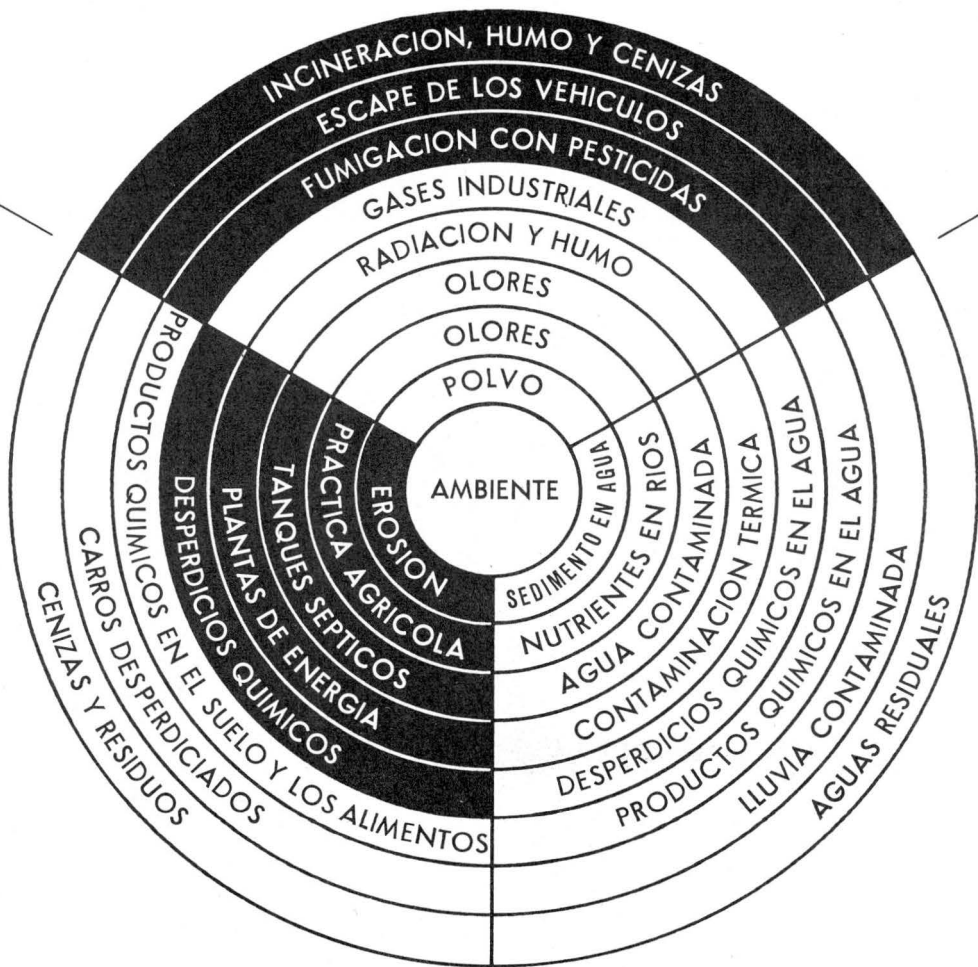 INCINERACION, HUMO Y CENIZAS
ESCAPE DE LOS VEHICULOS
FUMIGACION CON PESTICIDAS
GASES INDUSTRIALES
RADIACION Y HUMO
OLORES
OLORES
POLVO
AMBIENTE
EROSION
PRACTICA AGRICOLA
TANQUES SEPTICOS
PLANTAS DE ENERGIA
DESPERDICIOS QUIMICOS
PRODUCTOS QUIMICOS EN EL SUELO Y LOS ALIMENTOS
CARROS DESPERDICIADOS
CENIZAS Y RESIDUOS
SEDIMENTO EN AGUA
NUTRIENTES EN RIOS
AGUA CONTAMINADA
CONTAMINACION TERMICA
DESPERDICIOS QUIMICOS EN EL AGUA
PRODUCTOS QUIMICOS EN EL AGUA
LLUVIA CONTAMINADA
AGUAS RESIDUALES